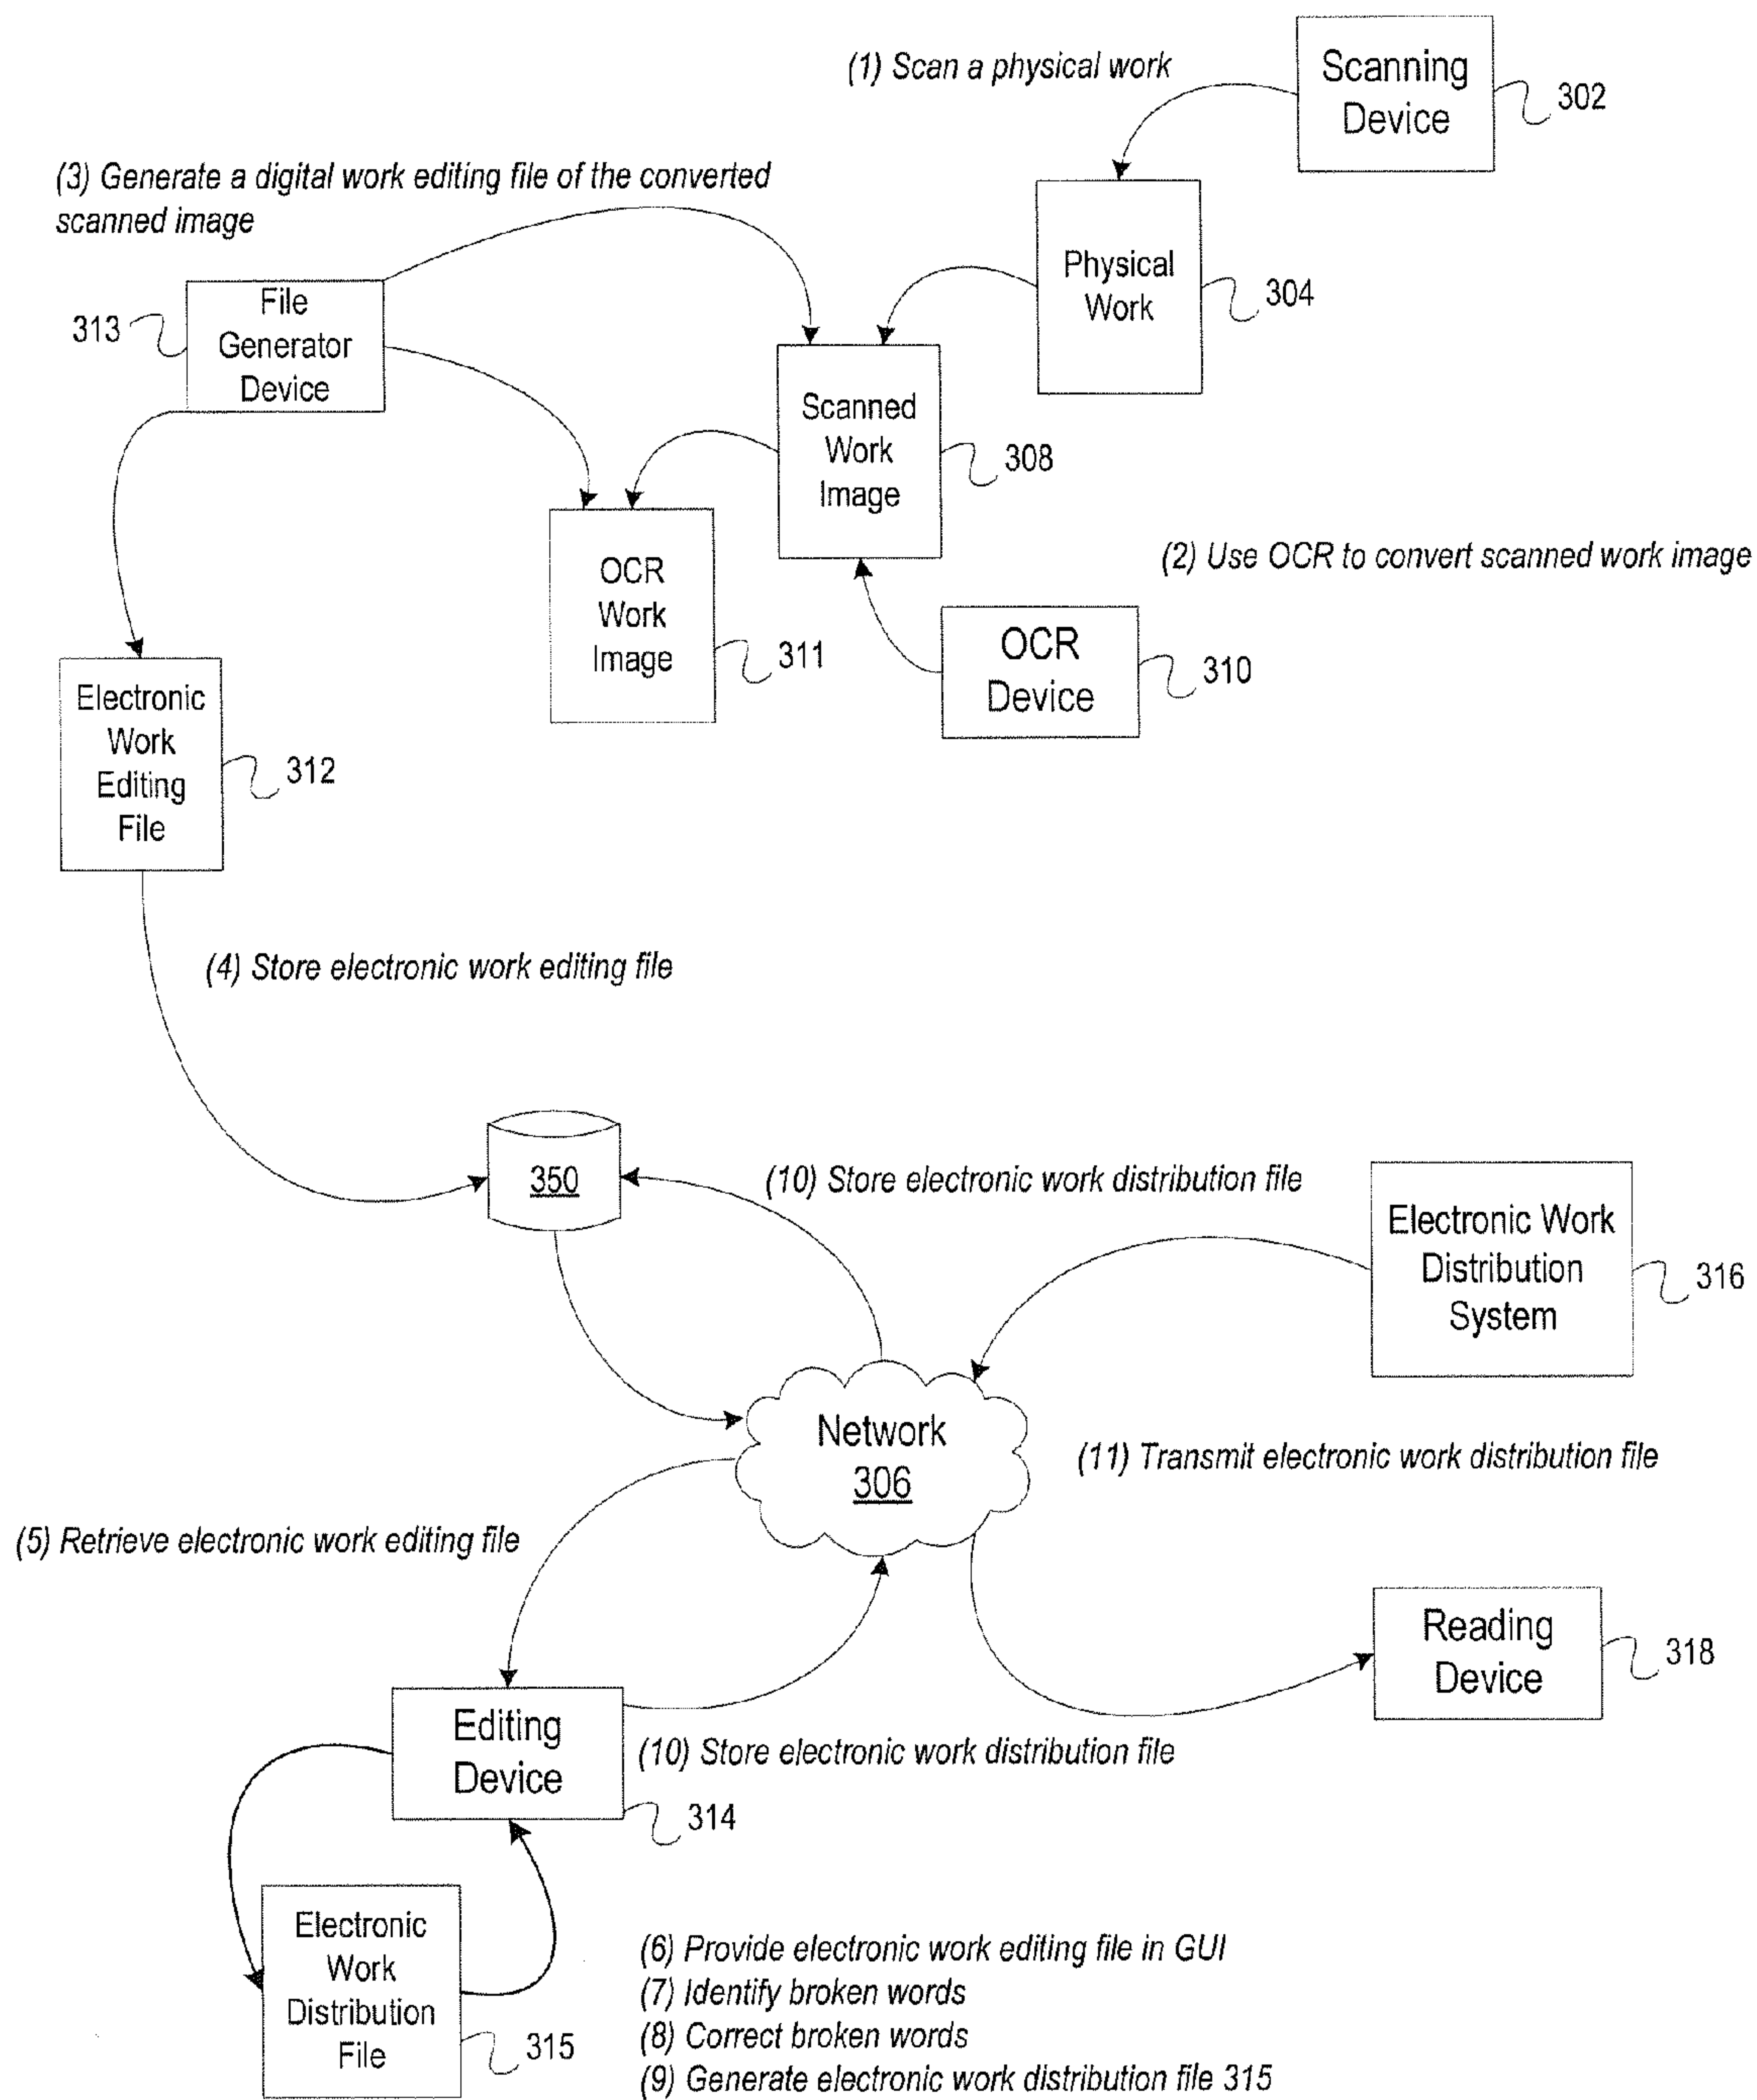 (1) Scan a physical work
Scanning
Device
302
(3) Generate a digital work editing file of the converted
scanned image
Physical
Work
304
File
Generator
Device
313
Scanned
Work
Image
308
(2) Use OCR to convert scanned work image
OCR
Work
Image
311
OCR
Device
310
Electronic
Work
Editing
File
312
(4) Store electronic work editing file
350
(10) Store electronic work distribution file
Electronic Work
Distribution
System
316
Network
306
(11) Transmit electronic work distribution file
(5) Retrieve electronic work editing file
Reading
Device
318
Editing
Device
314
(10) Store electronic work distribution file
Electronic
Work
Distribution
File
315
(6) Provide electronic work editing file in GUI
(7) Identify broken words
(8) Correct broken words
(9) Generate electronic work distribution file 315